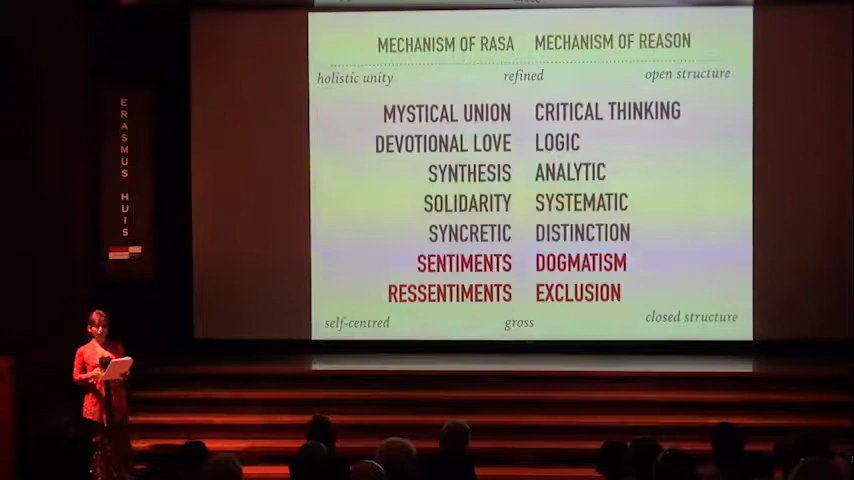 MECHANISM OF RASA MECHANISM OF REASON
holistic unity refined open structure
MYSTICAL UNION CRITICAL THINKING
DEVOTIONAL LOVE LOGIC
SYNTHESIS ANALYTIC
SOLIDARITY SYSTEMATIC
SYNCRETIC DISTINCTION
SENTIMENTS DOGMATISM
RESSENTIMENTS EXCLUSION
self-centred gross closed structure
ERASMUS HUIS